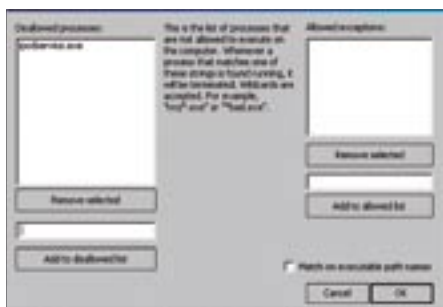 Disallowed processes:
ipodservice.exe
Remove selected
Add to disallowed list
This is the list of processes that
are not allowed to execute on
the computer. Whenever a
process that matches one of
these strings is found running, it
will be terminated. Wildcards are
accepted. For example,
Allowed exceptions:
Remove selected
Add to allowed list
Match on executable path names
Cancel
OK